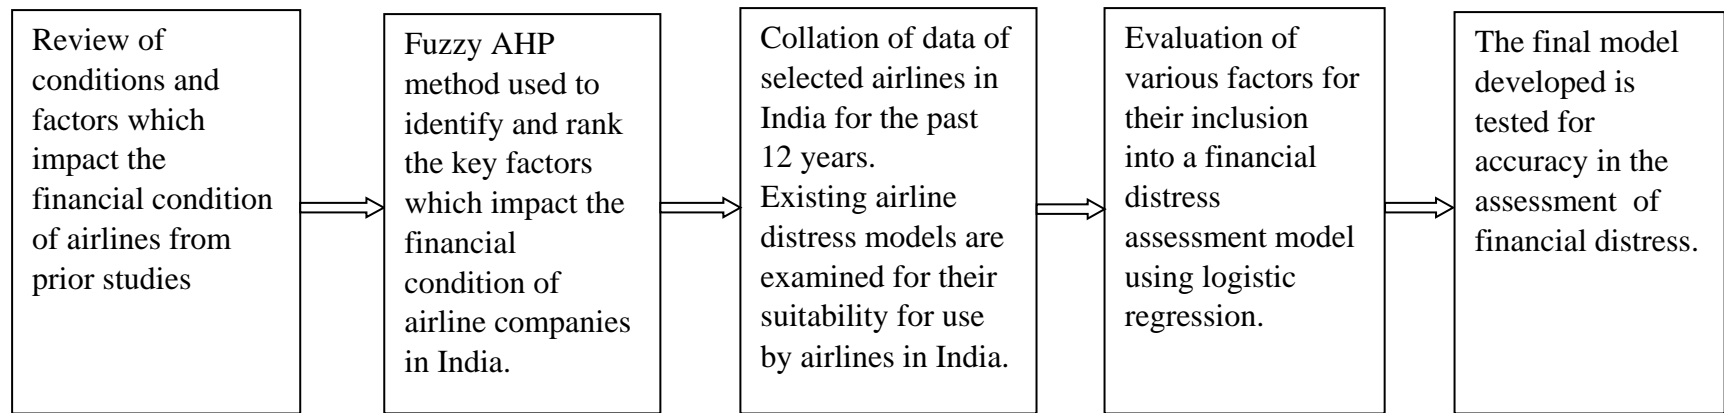 Review of
conditions and
factors which
impact the
financial condition
of airlines from
prior studies
Fuzzy AHP
method used to
identify and rank
the key factors
which impact the
financial
condition of
airline companies
in India.
Collation of data of
selected airlines in
India for the past
12 years.
Existing airline
distress models are
examined for their
suitability for use
by airlines in India.
Evaluation of
various factors for
their inclusion
into a financial
distress
assessment model
using logistic
regression.
The final model
developed is
tested for
accuracy in the
assessment of
financial distress.